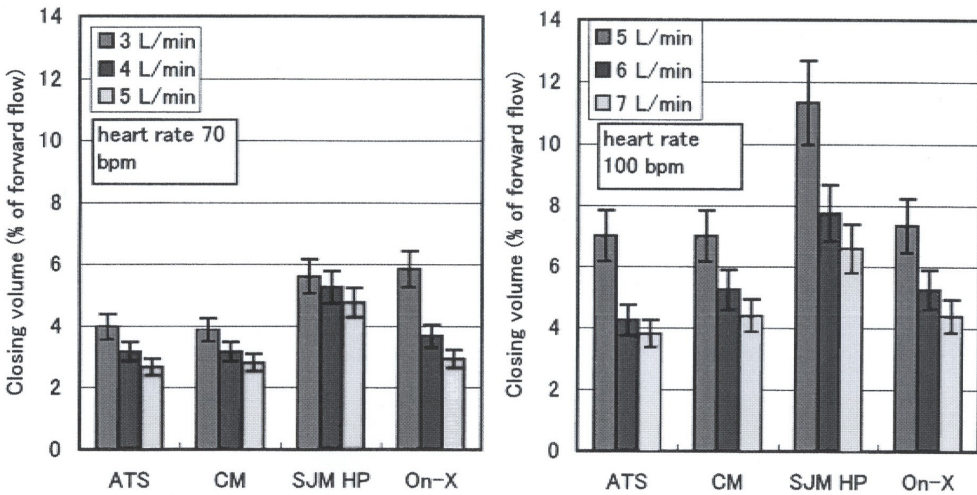 14
12
10
8
6
4
2
0
Closing volume (% of forward flow)
3 L/min
4 L/min
5 L/min
heart rate 70
bpm
ATS CM SJM HP On-X
14
12
10
8
6
4
2
0
Closing volume (% of forward flow)
5 L/min
6 L/min
7 L/min
heart rate
100 bpm
ATS CM SJM HP On-X